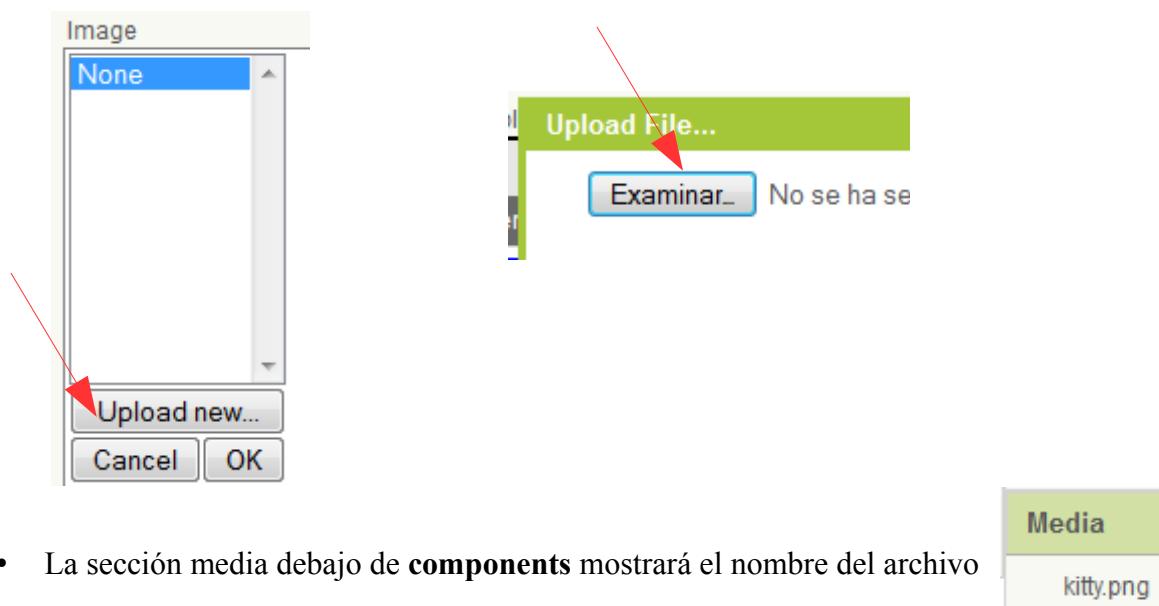 Image
None
Upload new...
Cancel OK
Upload File...
Examinar... No se ha se
• La sección media debajo de components mostrará el nombre del archivo
Media
kitty.png